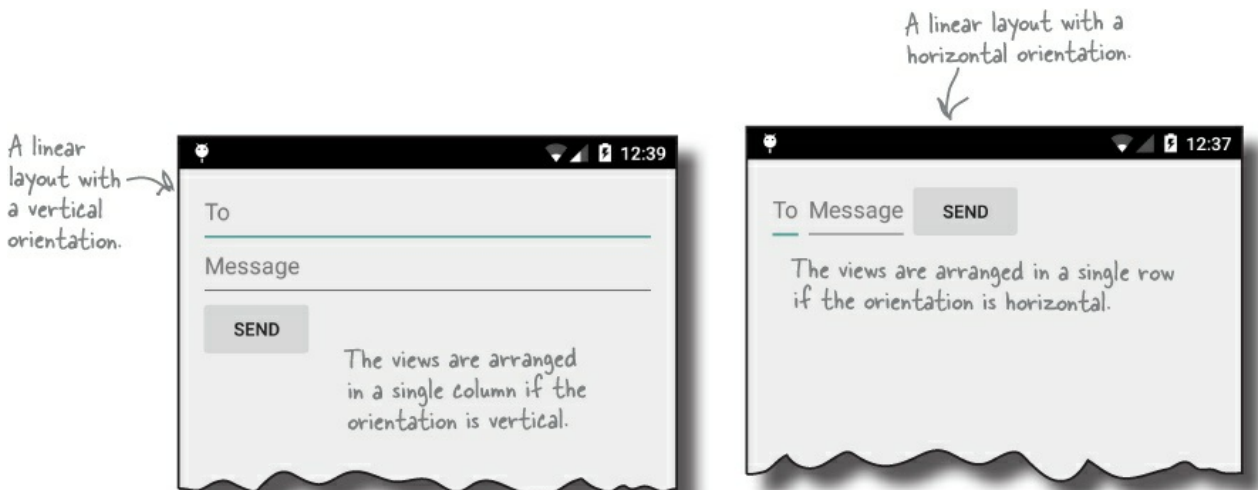 A linear layout with a
horizontal orientation.
A linear
layout with
a vertical
orientation.
12:39
To
Message
SEND
The views are arranged
in a single column if the
orientation is vertical.
12:37
To Message SEND
The views are arranged in a single row
if the orientation is horizontal.